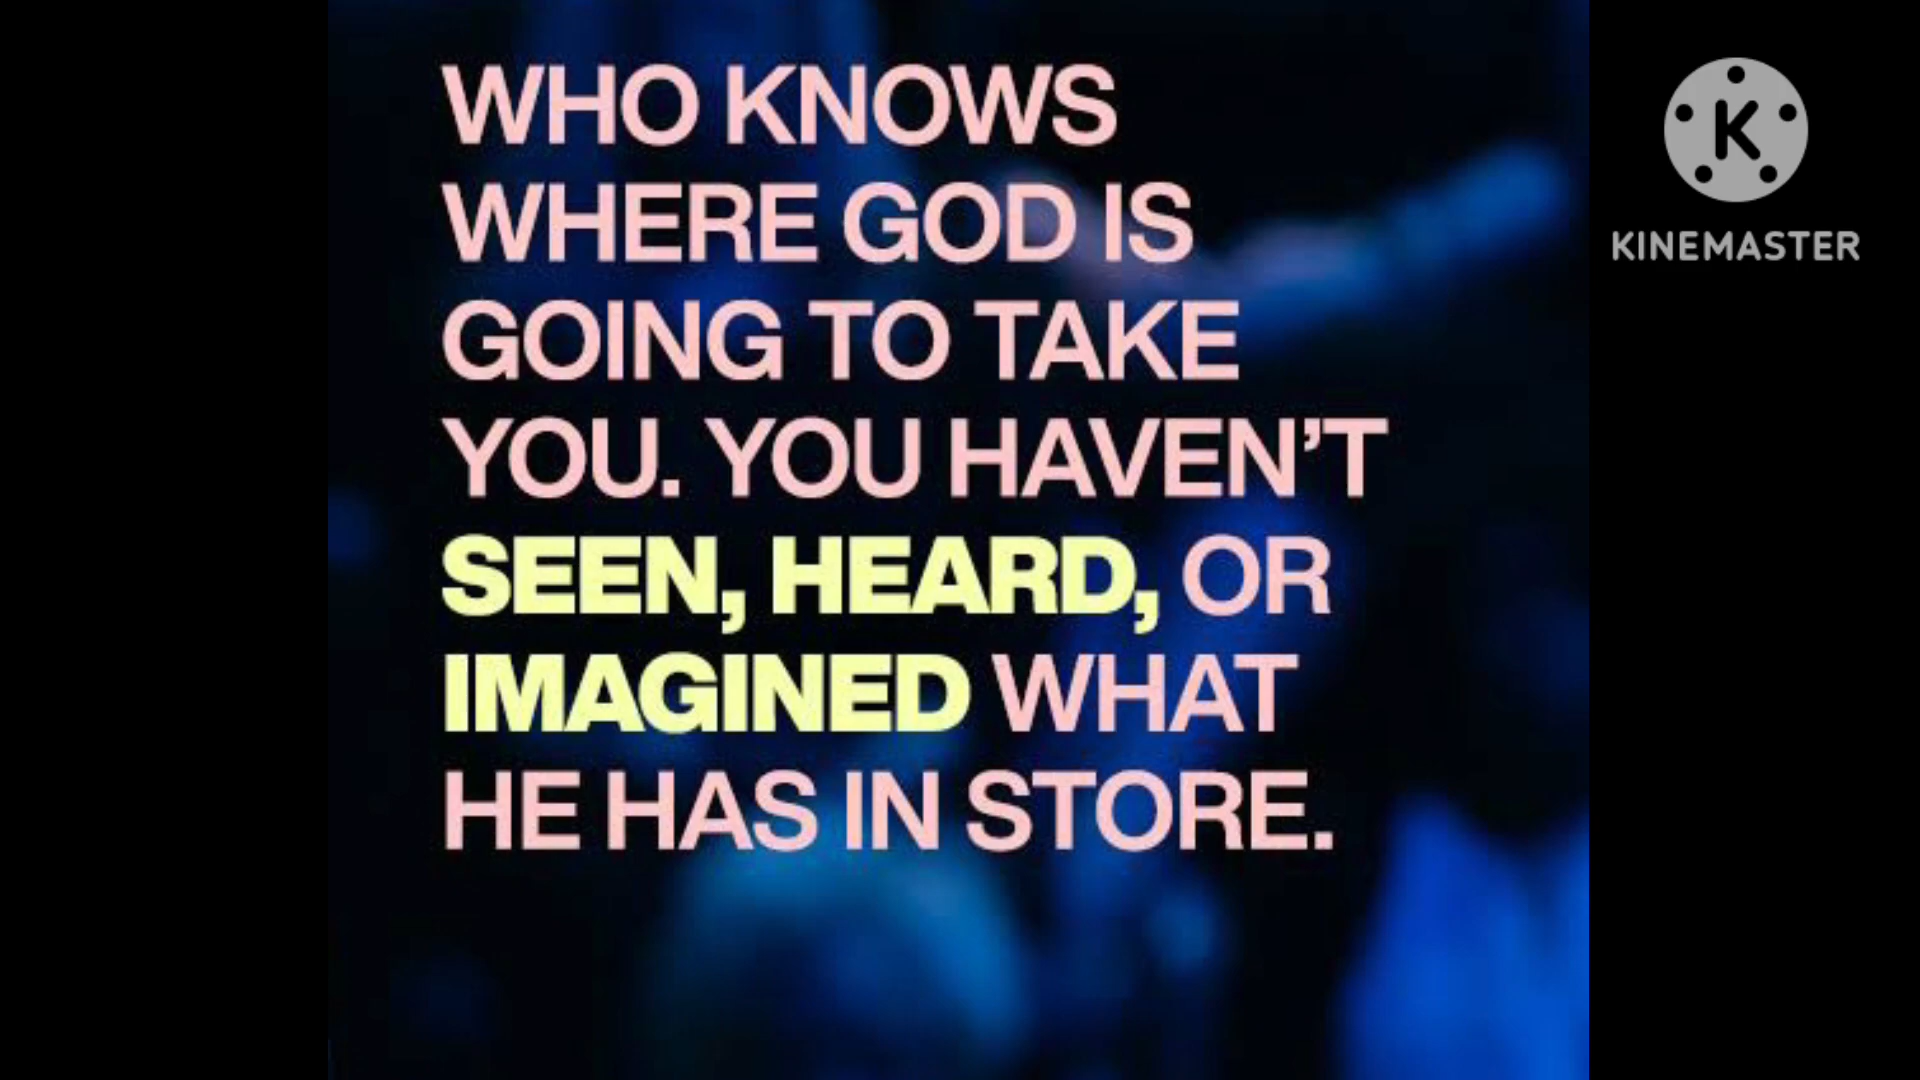 WHO KNOWS
WHERE GOD IS
GOING TO TAKE
YOU. YOU HAVEN’T
SEEN, HEARD, OR
IMAGINED WHAT
HE HAS IN STORE.
K
KINEMASTER